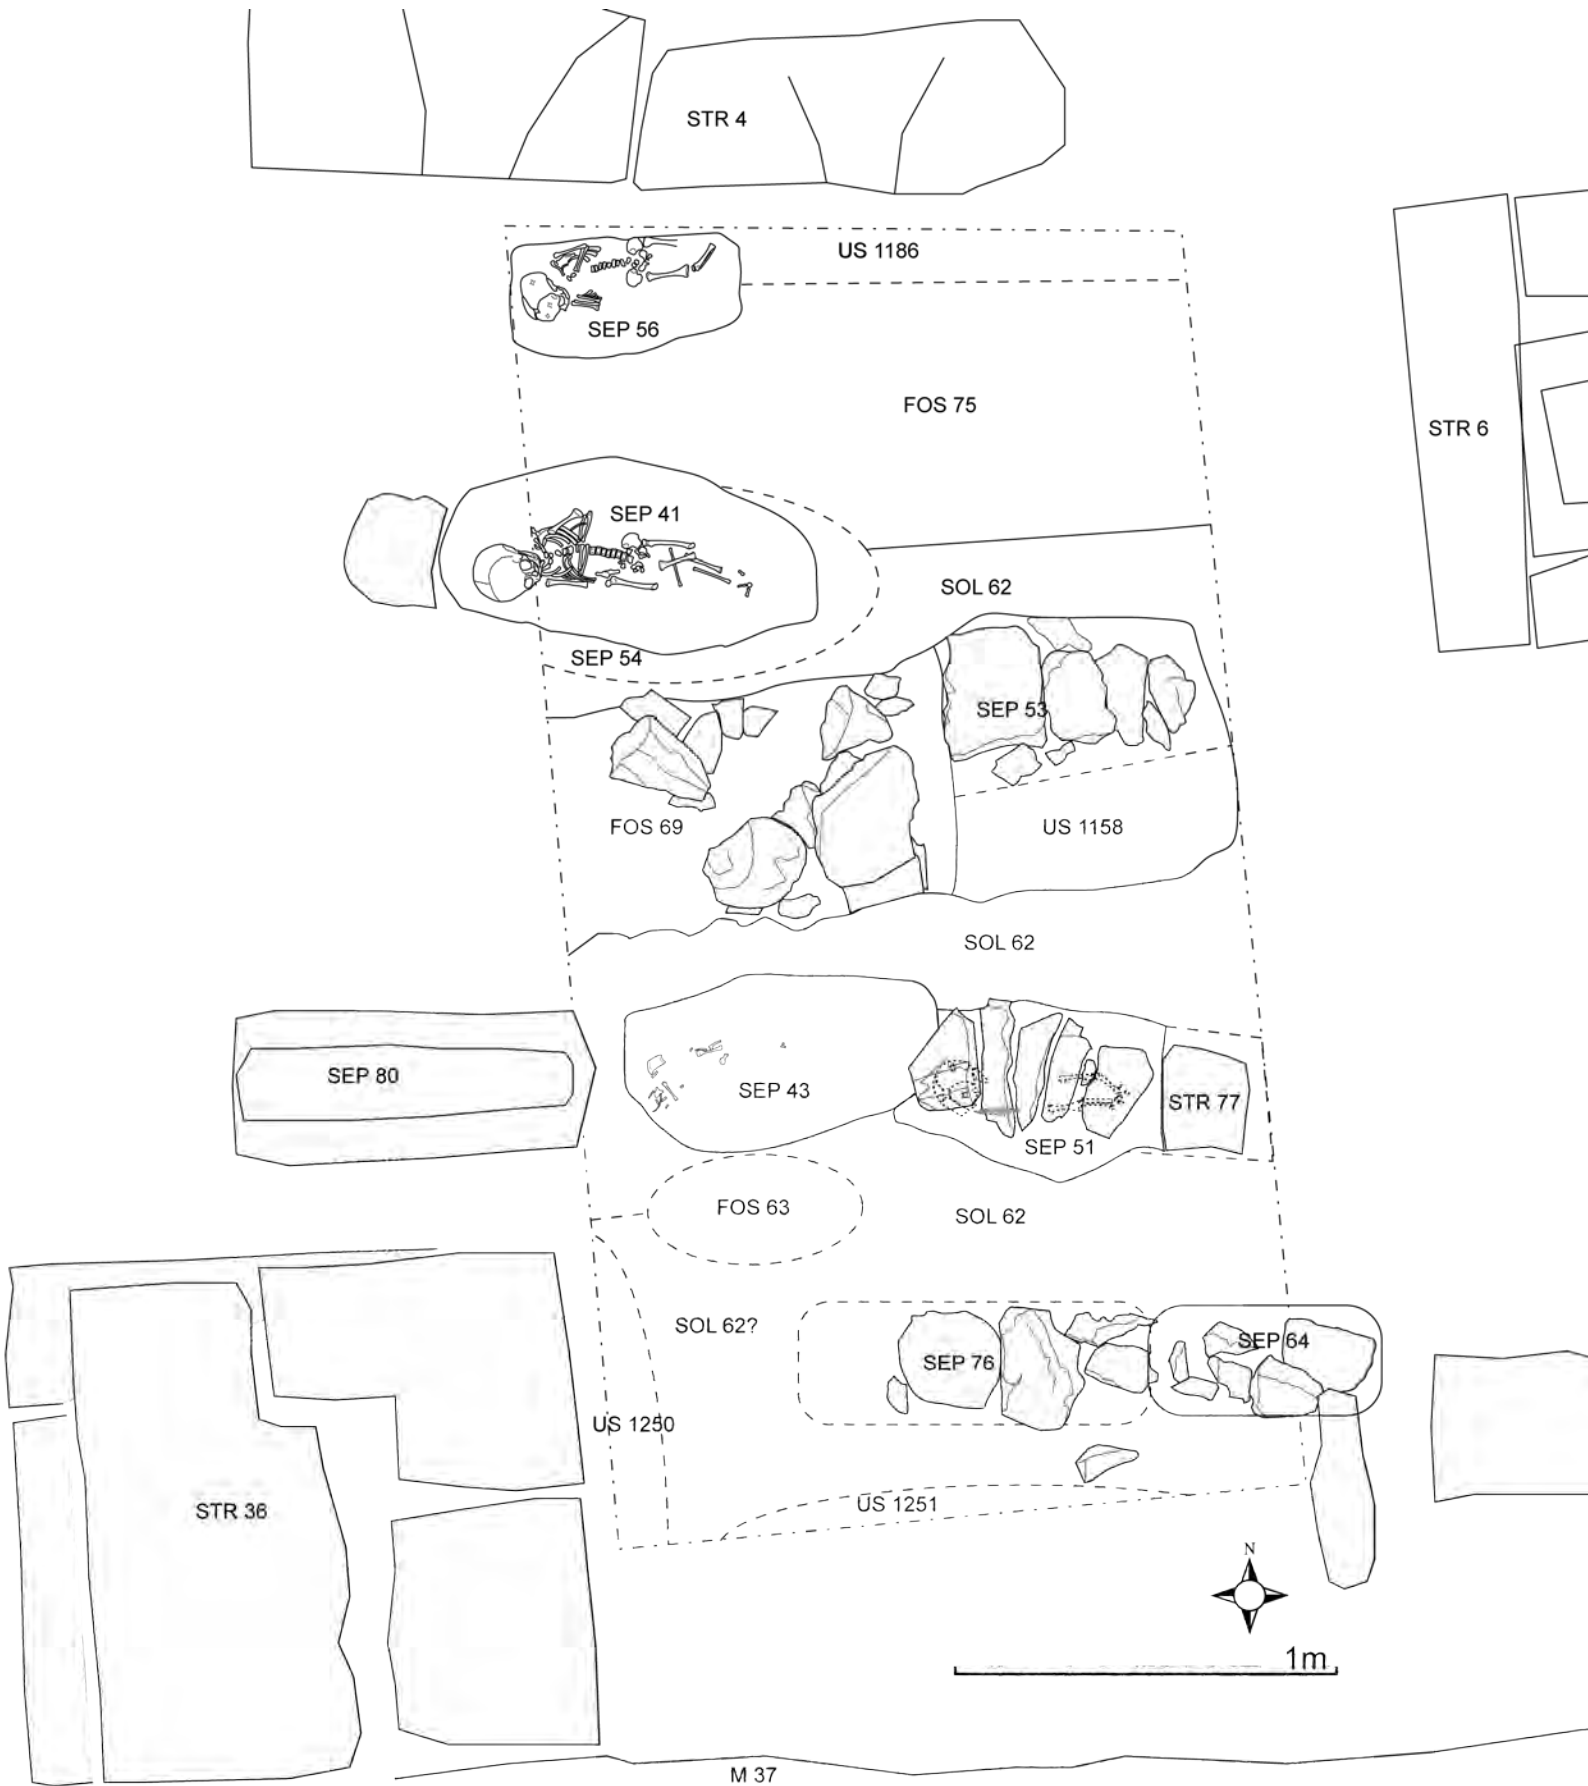 STR 4
US 1186
SEP 56
FOS 75
STR 6
SEP 41
SOL 62
SEP 54
SEP 53
FOS 69
US 1158
SOL 62
SEP 80
SEP 43
STR 77
SEP 51
FOS 63
SOL 62
SOL 62?
SEP 64
SEP 76
US 1250
US 1251
STR 36
N
1m
M 37